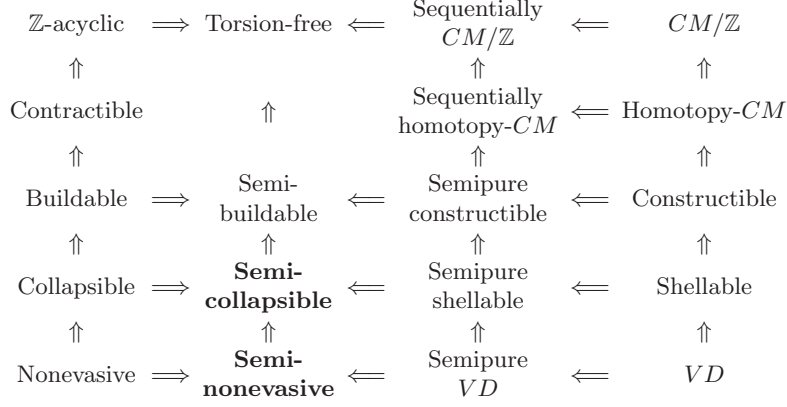 Sequentially
ℤ-acyclic ⟹ Torsion-free ⟸ CM/ℤ ⟸ CM/ℤ
⇑ ⇑ ⇑
Contractible ⇑ Sequentially homotopy-CM ⟸ Homotopy-CM
⇑ ⇑ ⇑
Buildable ⟹ Semi-buildable ⟸ Semipure constructible ⟸ Constructible
⇑ ⇑ ⇑ ⇑
Collapsible ⟹ Semi-collapsible ⟸ Semipure shellable ⟸ Shellable
⇑ ⇑ ⇑ ⇑
Nonevasive ⟹ Semi-nonevasive ⟸ Semipure VD ⟸ VD